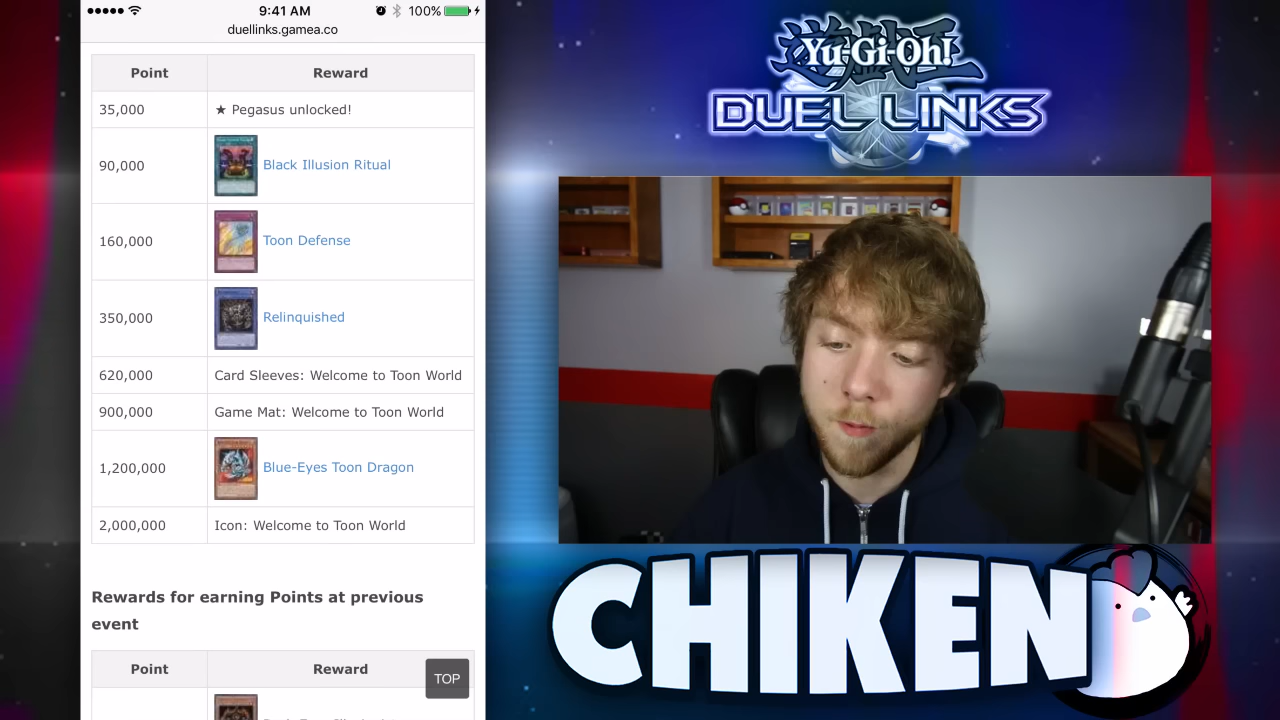 9:41 AM
100%
duellinks.gamea.co
Point Reward
35,000 ★ Pegasus unlocked!
90,000 Black Illusion Ritual
160,000 Toon Defense
350,000 Relinquished
620,000 Card Sleeves: Welcome to Toon World
900,000 Game Mat: Welcome to Toon World
1,200,000 Blue-Eyes Toon Dragon
2,000,000 Icon: Welcome to Toon World
Rewards for earning Points at previous
event
Point Reward
TOP
Yu-Gi-Oh!
DUEL LINKS
CHIKEN